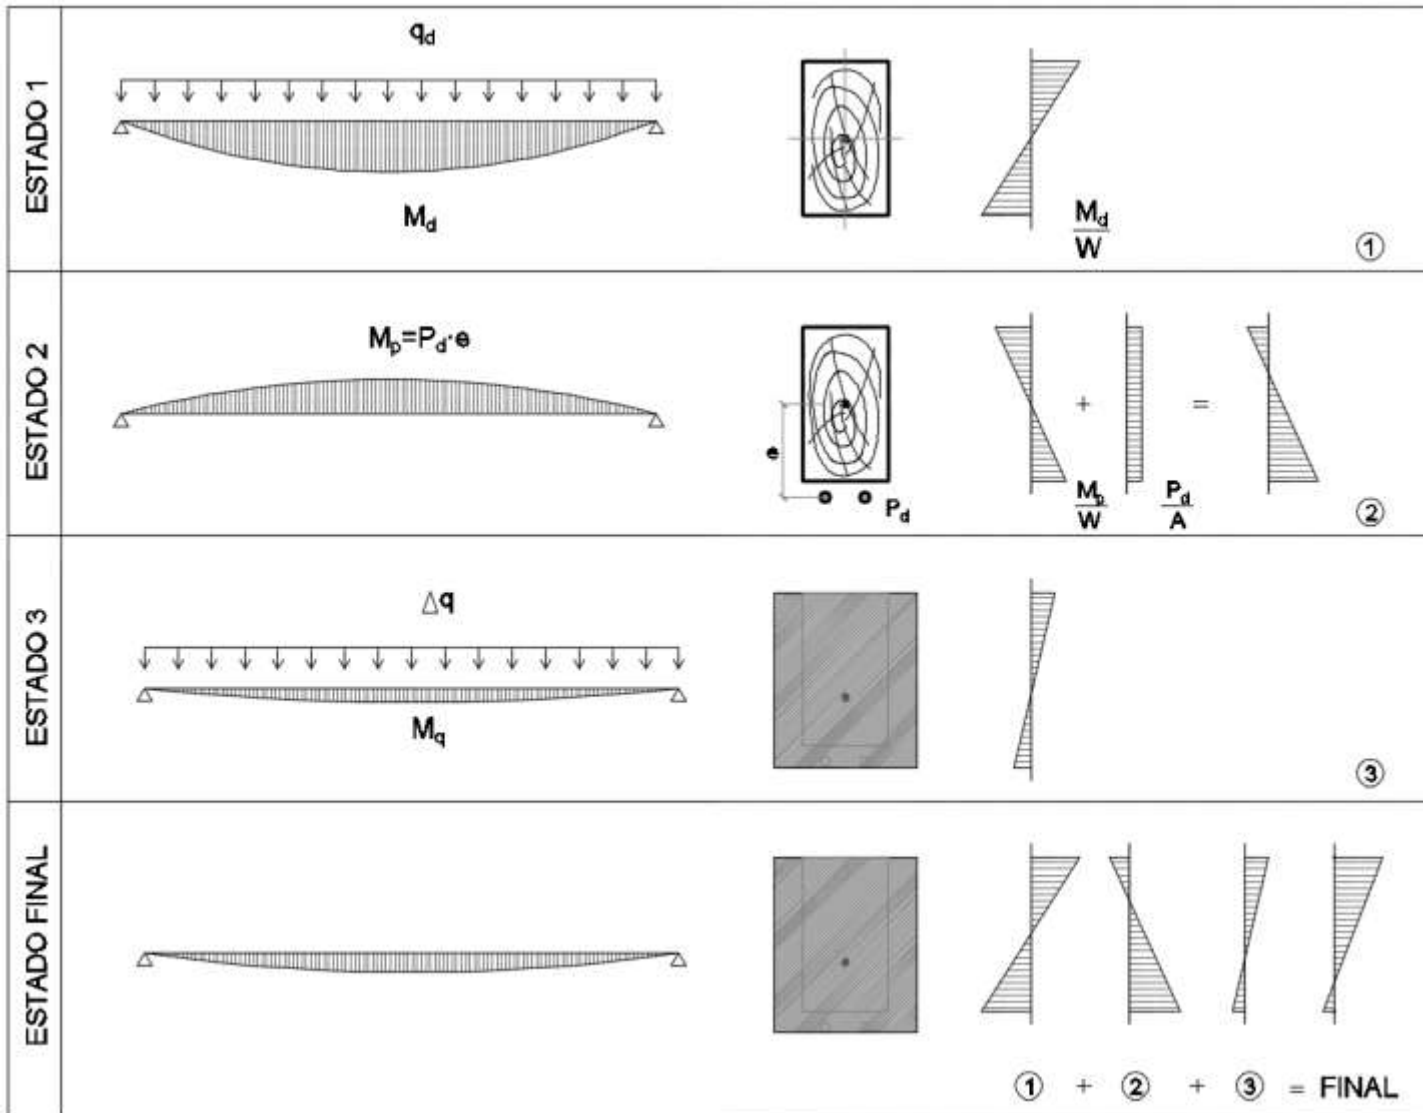 ESTADO 1
q_d
M_d
M_d
W
①
ESTADO 2
M_p=P_d·e
e
P_d
+
=
M_p
W
P_d
A
②
ESTADO 3
△q
M_q
③
ESTADO FINAL
① + ② + ③ = FINAL